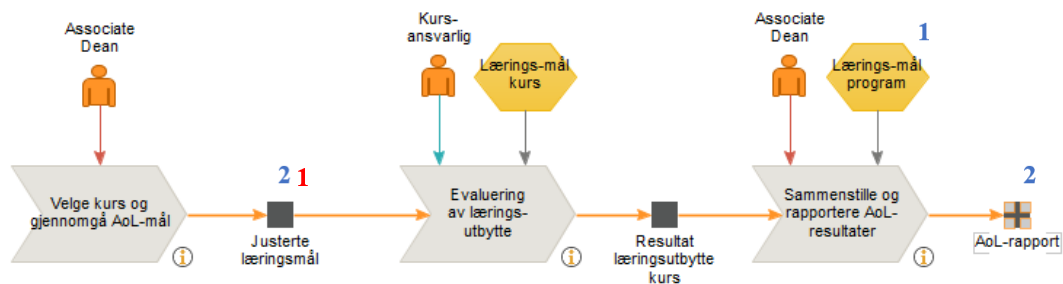 Associate
Dean
Kurs-
ansvarlig
Lærings-mål
kurs
Associate
Dean
1
Lærings-mål
program
Velge kurs og
gjennomgå AoL-mål
2 1
Justerte
læringsmål
Evaluering
av lærings-
utbytte
Resultat
læringsutbytte
kurs
Sammenstille og
rapportere AoL-
resultater
2
AoL-rapport
i
i
i